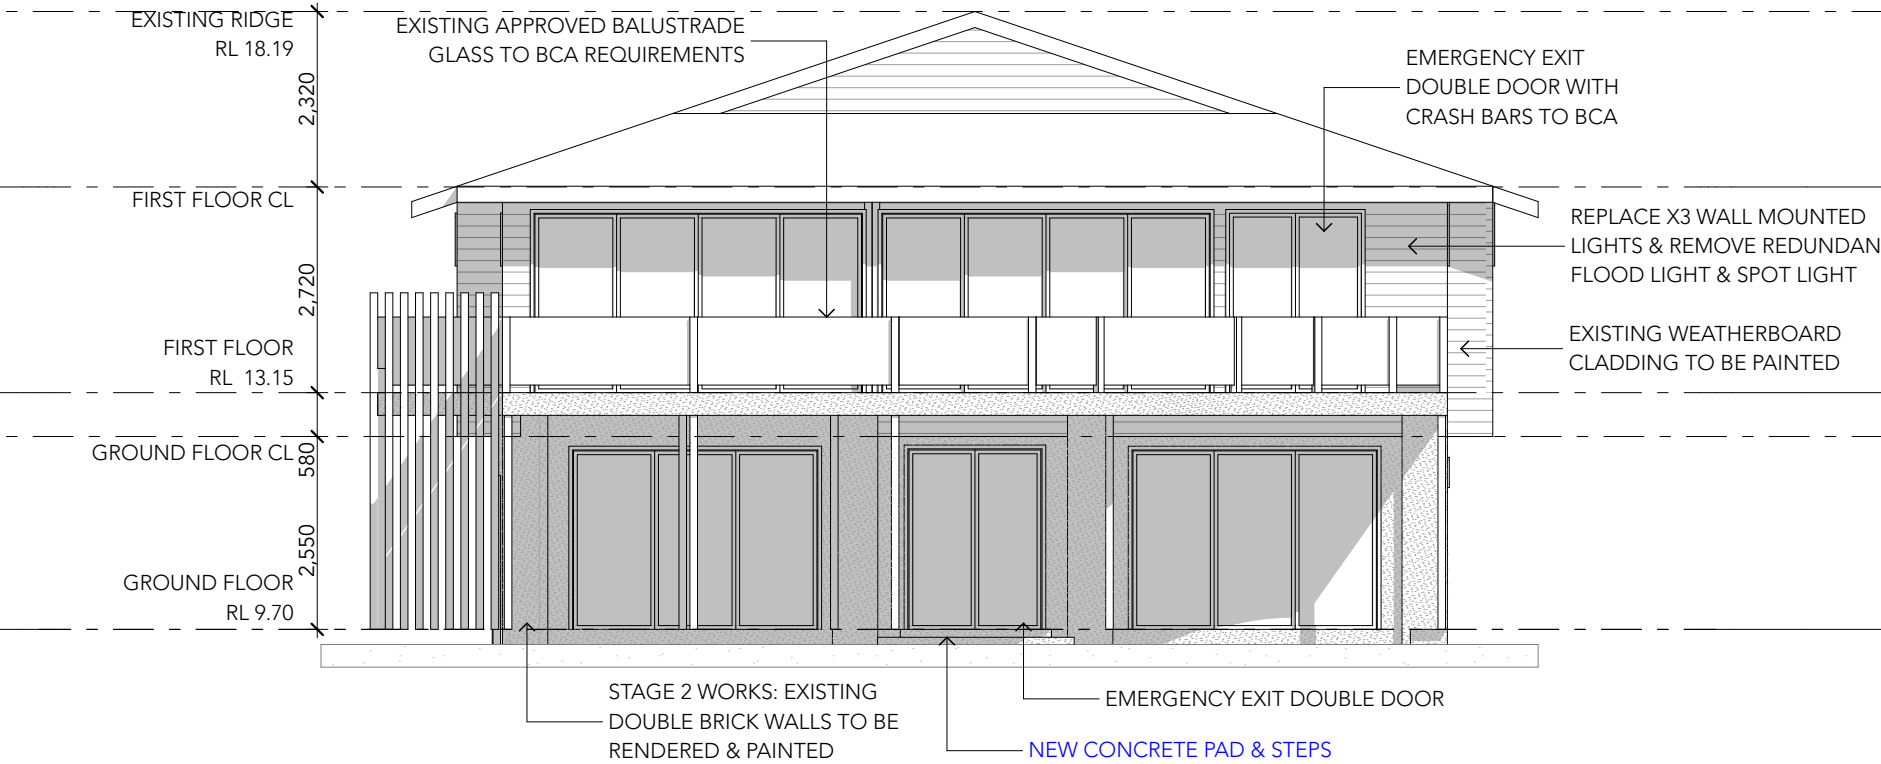 EXISTING RIDGE
RL 18.19
2,320
FIRST FLOOR CL
2,720
FIRST FLOOR
RL 13.15
GROUND FLOOR CL
580
2,550
GROUND FLOOR
RL 9.70
EXISTING APPROVED BALUSTRADE
GLASS TO BCA REQUIREMENTS
EMERGENCY EXIT
DOUBLE DOOR WITH
CRASH BARS TO BCA
REPLACE X3 WALL MOUNTED
LIGHTS & REMOVE REDUNDAN
FLOOD LIGHT & SPOT LIGHT
EXISTING WEATHERBOARD
CLADDING TO BE PAINTED
STAGE 2 WORKS: EXISTING
DOUBLE BRICK WALLS TO BE
RENDERED & PAINTED
EMERGENCY EXIT DOUBLE DOOR
NEW CONCRETE PAD & STEPS